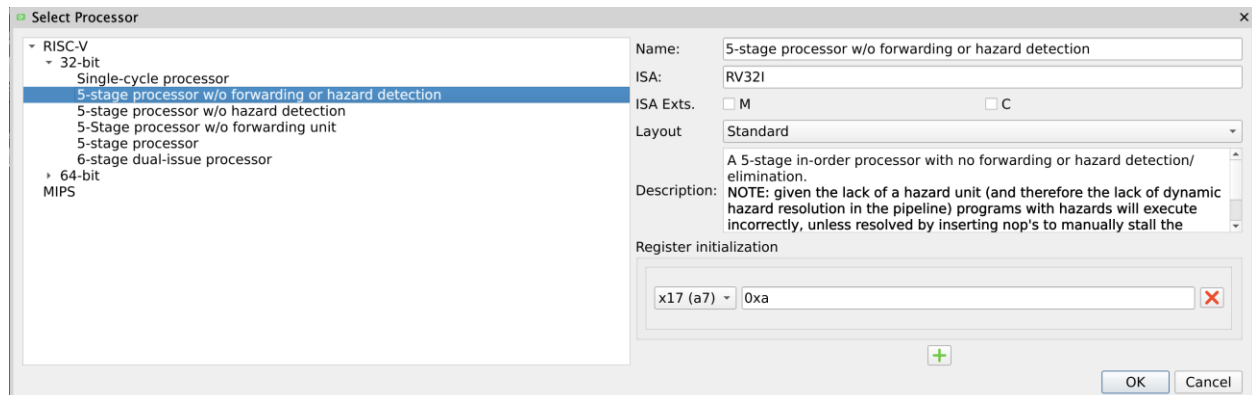 Select Processor
RISC-V
32-bit
Single-cycle processor
5-stage processor w/o forwarding or hazard detection
5-stage processor w/o hazard detection
5-Stage processor w/o forwarding unit
5-stage processor
6-stage dual-issue processor
64-bit
MIPS
Name: 5-stage processor w/o forwarding or hazard detection
ISA: RV32I
ISA Exts. M C
Layout Standard
Description:
A 5-stage in-order processor with no forwarding or hazard detection/
elimination.
NOTE: given the lack of a hazard unit (and therefore the lack of dynamic
hazard resolution in the pipeline) programs with hazards will execute
incorrectly, unless resolved by inserting nop's to manually stall the
Register initialization
x17 (a7) 0xa
OK Cancel